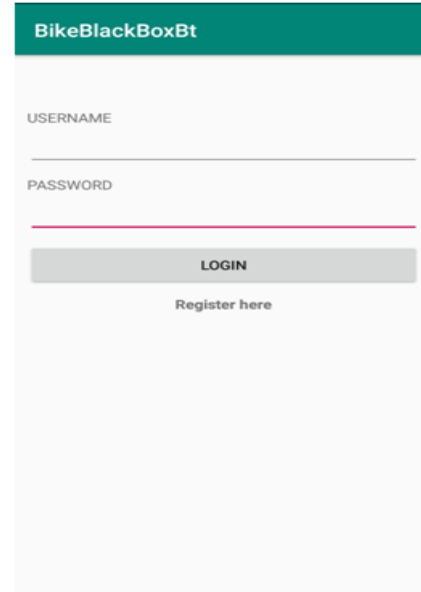 BikeBlackBoxBt
USERNAME
PASSWORD
LOGIN
Register here